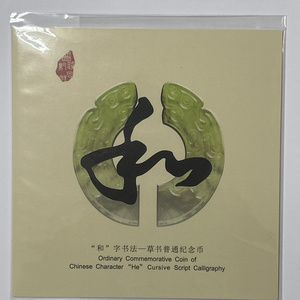 和
“和”字书法—草书普通纪念币
Ordinary Commemorative Coin of
Chinese Character “He” Cursive Script Calligraphy